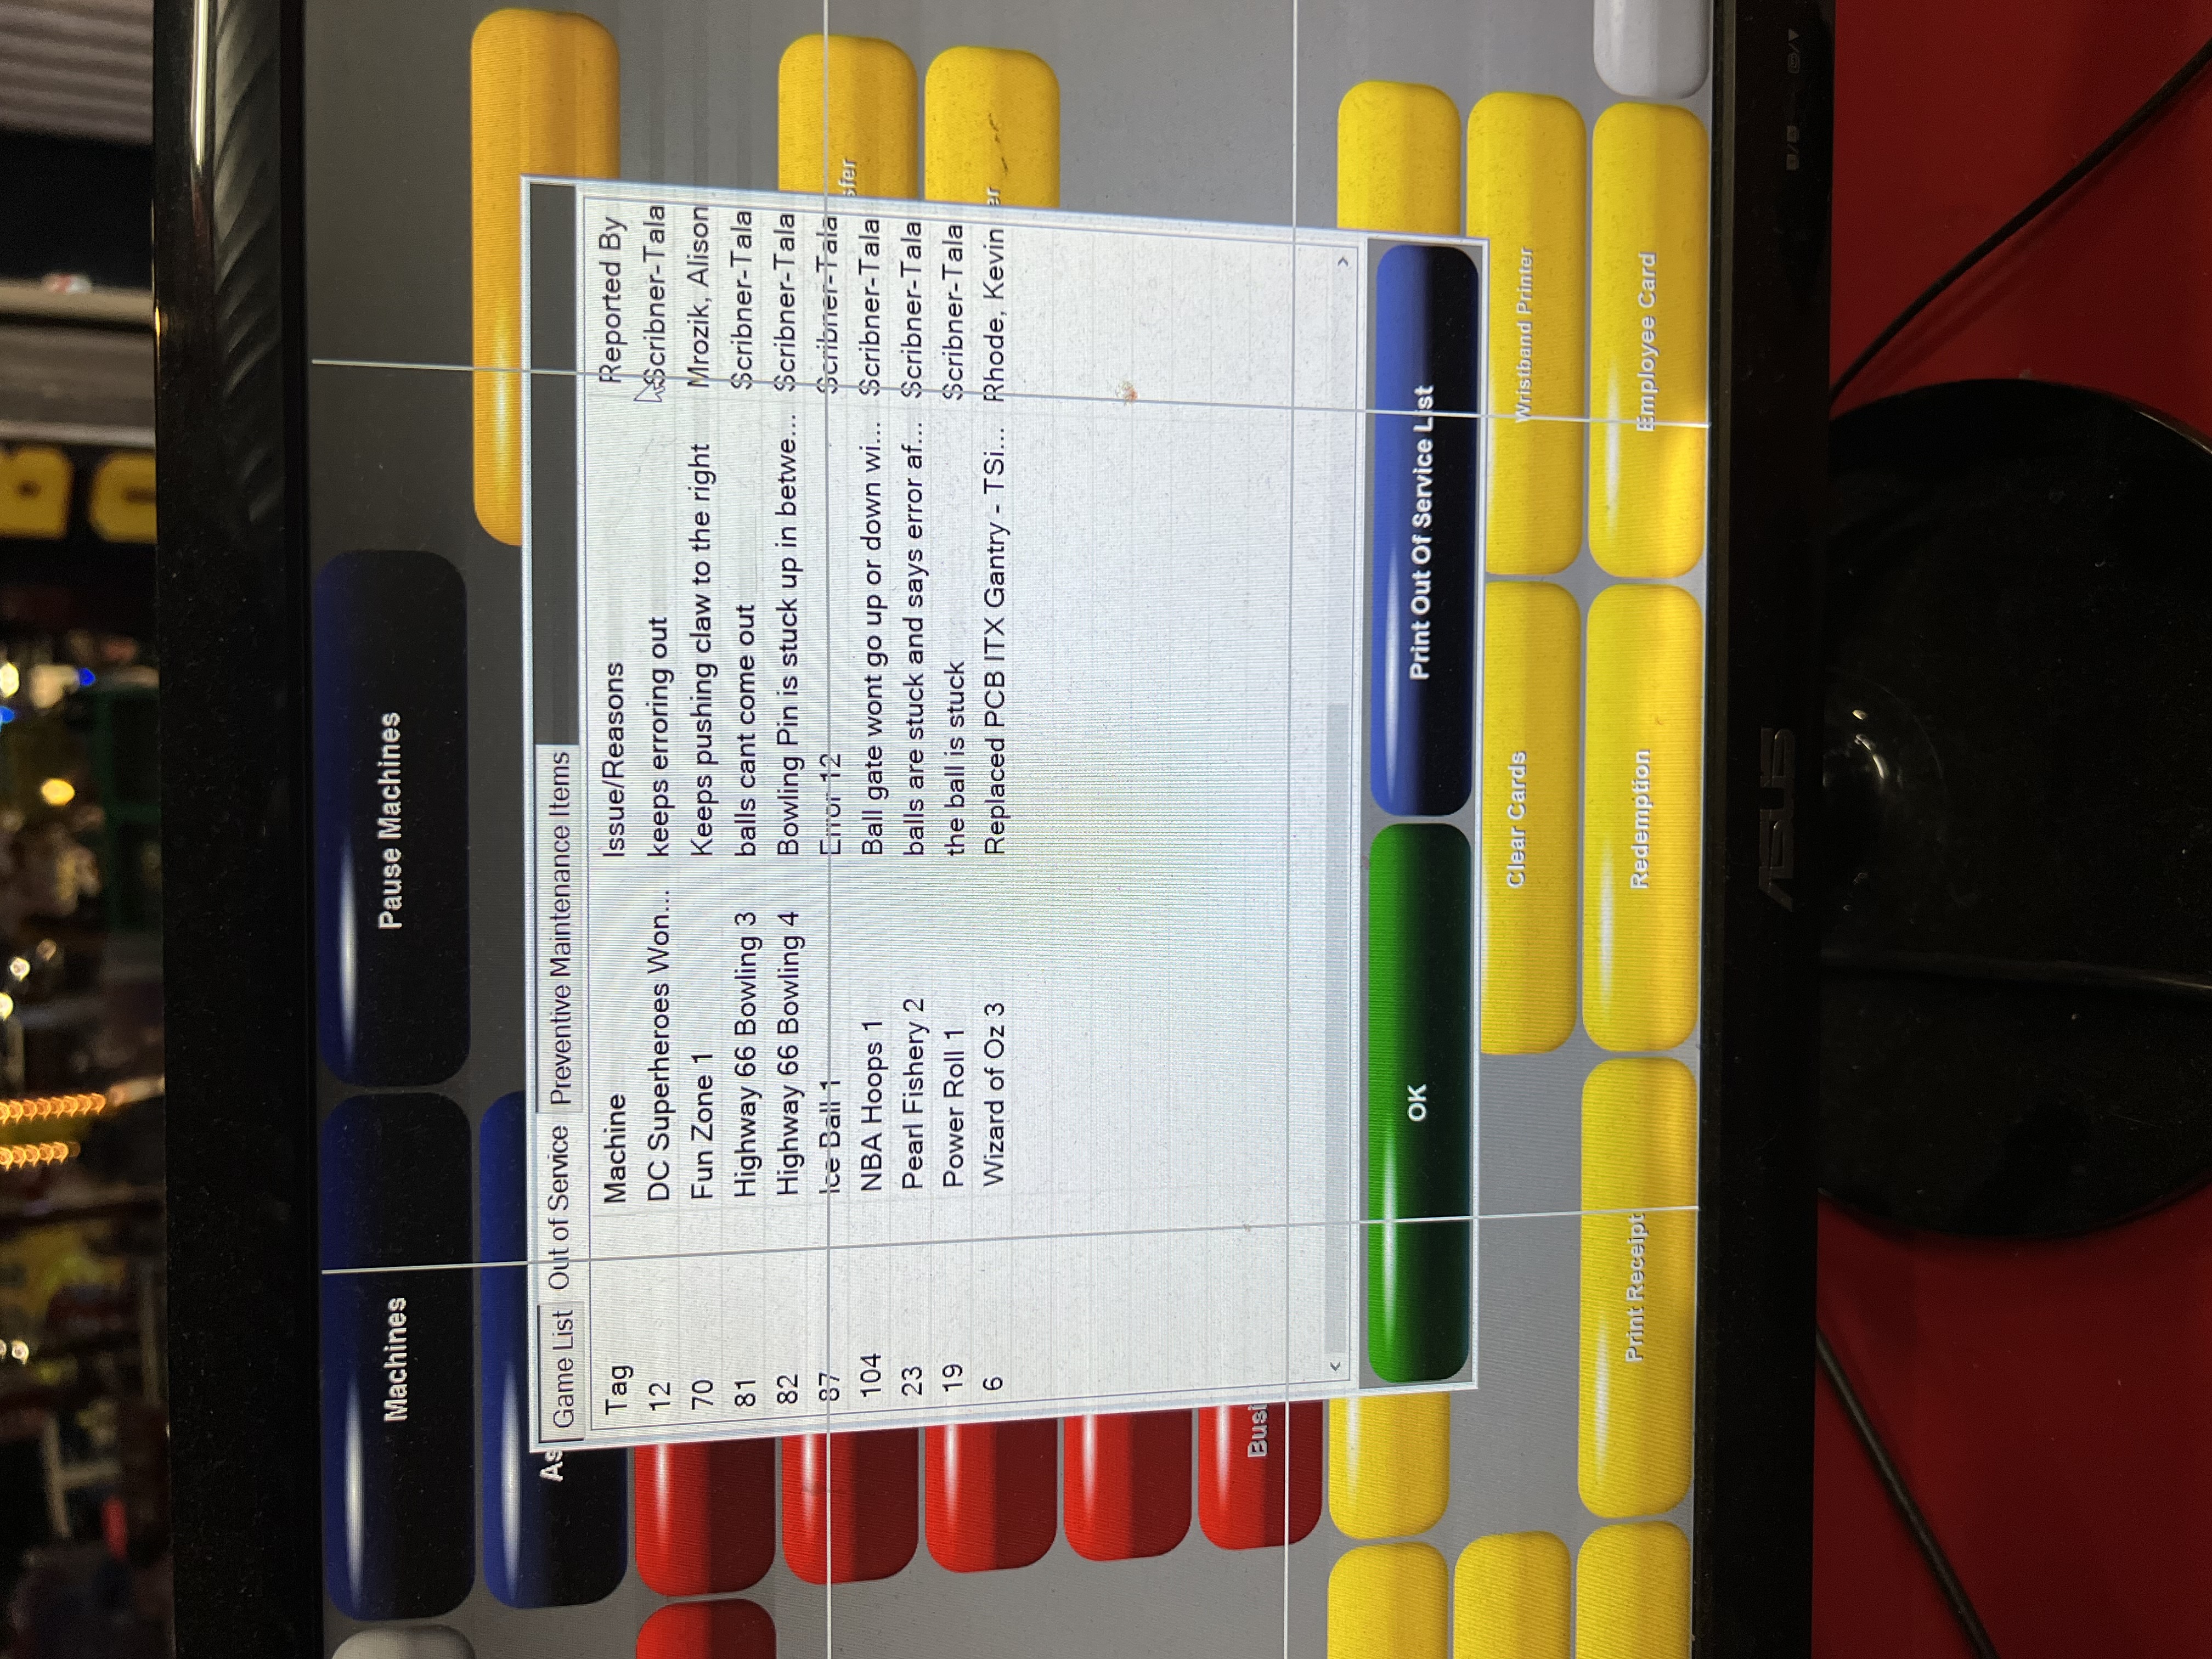 Machines
Pause Machines
As
Game List Out of Service Preventive Maintenance Items
Tag Machine Issue/Reasons Reported By
12 DC Superheroes Won... keeps erroring out Scribner-Tala
70 Fun Zone 1 Keeps pushing claw to the right Mrozik, Alison
81 Highway 66 Bowling 3 balls cant come out Scribner-Tala
82 Highway 66 Bowling 4 Bowling Pin is stuck up in betwe... Scribner-Tala
87 Ice Ball 1 Error 12 Scribner-Tala
sfer
104 NBA Hoops 1 Ball gate wont go up or down wi... Scribner-Tala
23 Pearl Fishery 2 balls are stuck and says error af... Scribner-Tala
19 Power Roll 1 the ball is stuck Scribner-Tala
6 Wizard of Oz 3 Replaced PCB ITX Gantry - TSi... Rhode, Kevin
er
Busi
OK
Print Out Of Service List
Clear Cards
Wristband Printer
Print Receipt
Redemption
Employee Card
ASUS